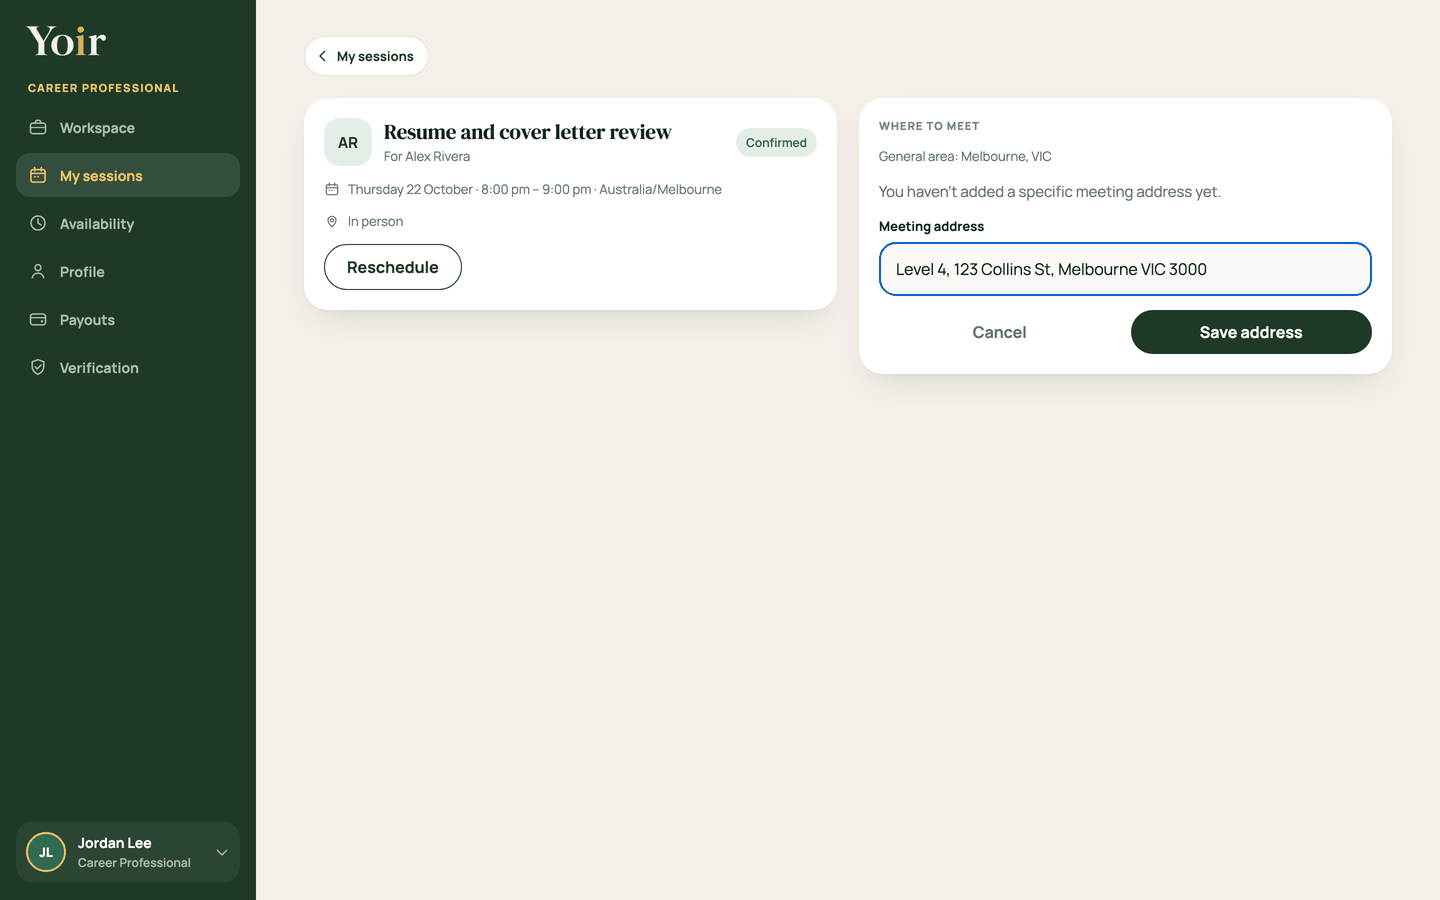 Yoir
CAREER PROFESSIONAL
Workspace
My sessions
Availability
Profile
Payouts
Verification
JL
Jordan Lee
Career Professional
My sessions
AR
Resume and cover letter review
For Alex Rivera
Confirmed
Thursday 22 October · 8:00 pm – 9:00 pm · Australia/Melbourne
In person
Reschedule
WHERE TO MEET
General area: Melbourne, VIC
You haven't added a specific meeting address yet.
Meeting address
Level 4, 123 Collins St, Melbourne VIC 3000
Cancel
Save address